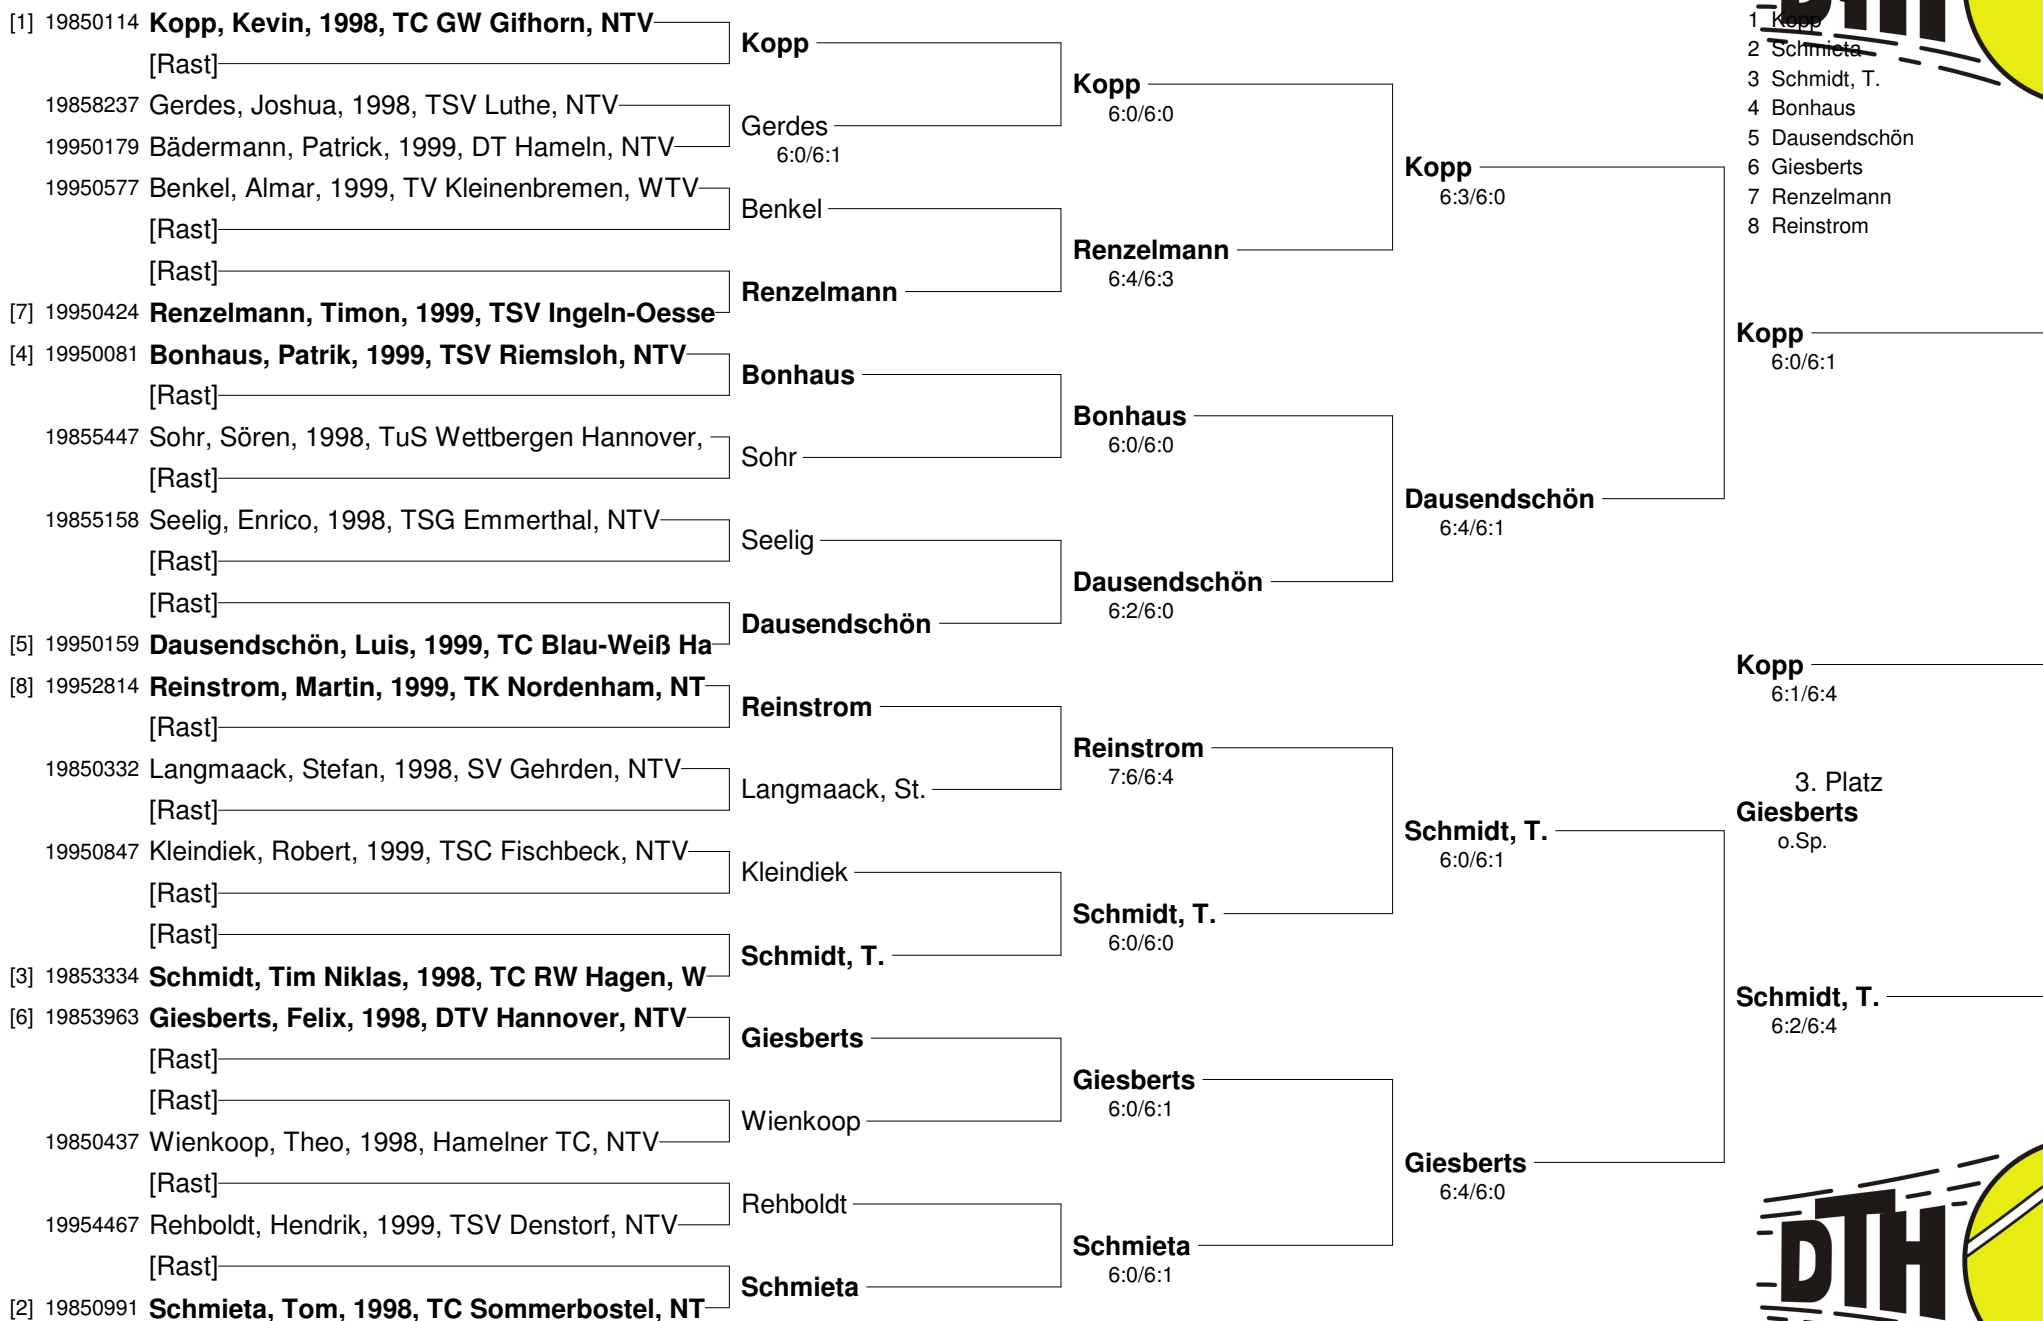 [1] 19850114 Kopp, Kevin, 1998, TC GW Gifhorn, NTV
[Rast]
19858237 Gerdes, Joshua, 1998, TSV Luthe, NTV
19950179 Bädermann, Patrick, 1999, DT Hameln, NTV
19950577 Benkel, Almar, 1999, TV Kleinenbremen, WTV
[Rast]
[Rast]
[7] 19950424 Renzelmann, Timon, 1999, TSV Ingeln-Oesse
[4] 19950081 Bonhaus, Patrik, 1999, TSV Riemsloh, NTV
[Rast]
19855447 Sohr, Sören, 1998, TuS Wettbergen Hannover,
[Rast]
19855158 Seelig, Enrico, 1998, TSG Emmerthal, NTV
[Rast]
[Rast]
[5] 19950159 Dausendschön, Luis, 1999, TC Blau-Weiß Ha
[8] 19952814 Reinstrom, Martin, 1999, TK Nordenham, NT
[Rast]
19850332 Langmaack, Stefan, 1998, SV Gehrden, NTV
[Rast]
19950847 Kleindiek, Robert, 1999, TSC Fischbeck, NTV
[Rast]
[Rast]
[3] 19853334 Schmidt, Tim Niklas, 1998, TC RW Hagen, W
[6] 19853963 Giesberts, Felix, 1998, DTV Hannover, NTV
[Rast]
[Rast]
19850437 Wienkoop, Theo, 1998, Hamelner TC, NTV
[Rast]
19954467 Rehboldt, Hendrik, 1999, TSV Denstorf, NTV
[Rast]
[2] 19850991 Schmieta, Tom, 1998, TC Sommerbostel, NT
Kopp
Gerdes
6:0/6:1
Benkel
Renzelmann
Bonhaus
Sohr
Seelig
Dausendschön
Reinstrom
Langmaack, St.
Kleindiek
Schmidt, T.
Giesberts
Wienkoop
Rehboldt
Schmieta
Kopp
6:0/6:0
Renzelmann
6:4/6:3
Bonhaus
6:0/6:0
Dausendschön
6:2/6:0
Reinstrom
7:6/6:4
Schmidt, T.
6:0/6:0
Giesberts
6:0/6:1
Schmieta
6:0/6:1
Kopp
6:3/6:0
Dausendschön
6:4/6:1
Schmidt, T.
6:0/6:1
Giesberts
6:4/6:0
Kopp
6:0/6:1
Kopp
6:1/6:4
3. Platz
Giesberts
o.Sp.
Schmidt, T.
6:2/6:4
DTH
1 Kopp
2 Schmieta
3 Schmidt, T.
4 Bonhaus
5 Dausendschön
6 Giesberts
7 Renzelmann
8 Reinstrom
DTH